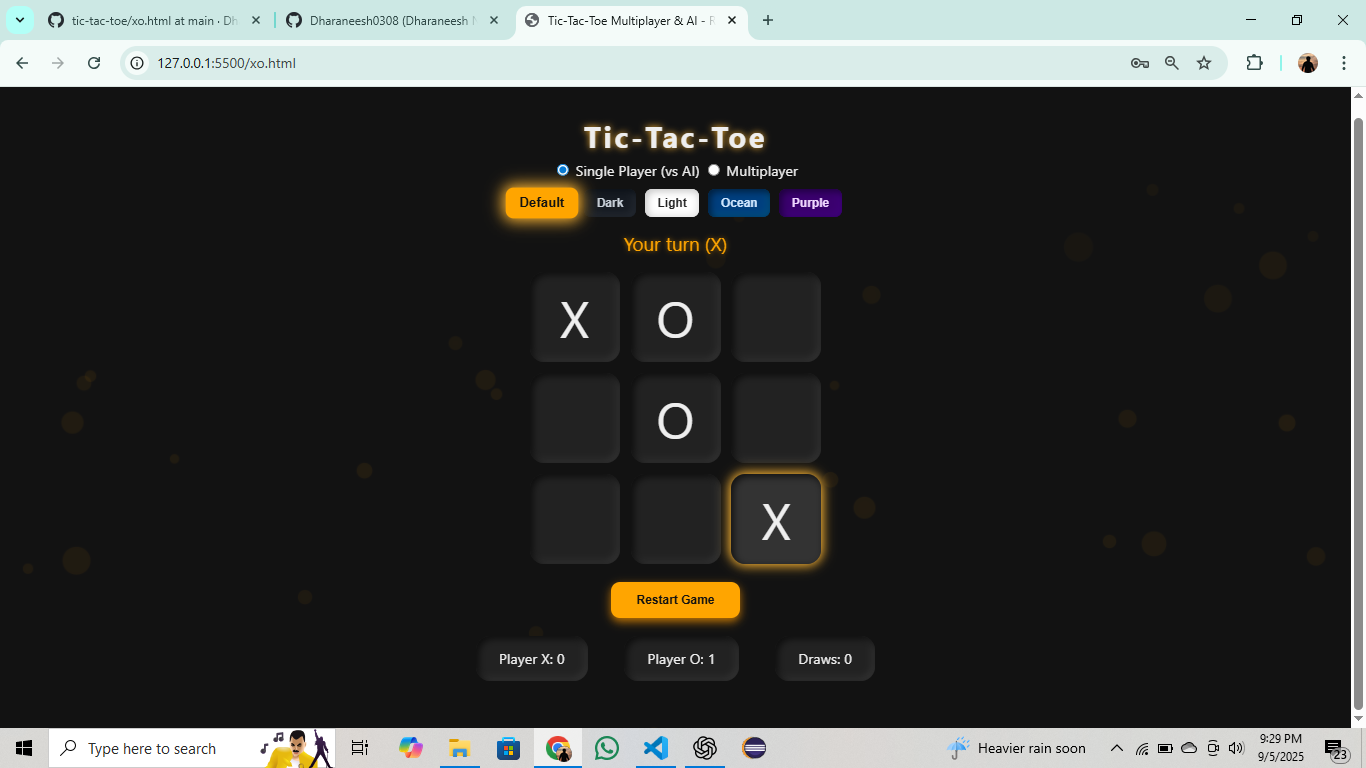 tic-tac-toe/xo.html at main · Dh
Dharaneesh0308 (Dharaneesh
Tic-Tac-Toe Multiplayer & AI - R
127.0.0.1:5500/xo.html
Tic-Tac-Toe
Single Player (vs AI) Multiplayer
Default Dark Light Ocean Purple
Your turn (X)
X O
O
X
Restart Game
Player X: 0 Player O: 1 Draws: 0
Type here to search
Heavier rain soon
9:29 PM
9/5/2025
23